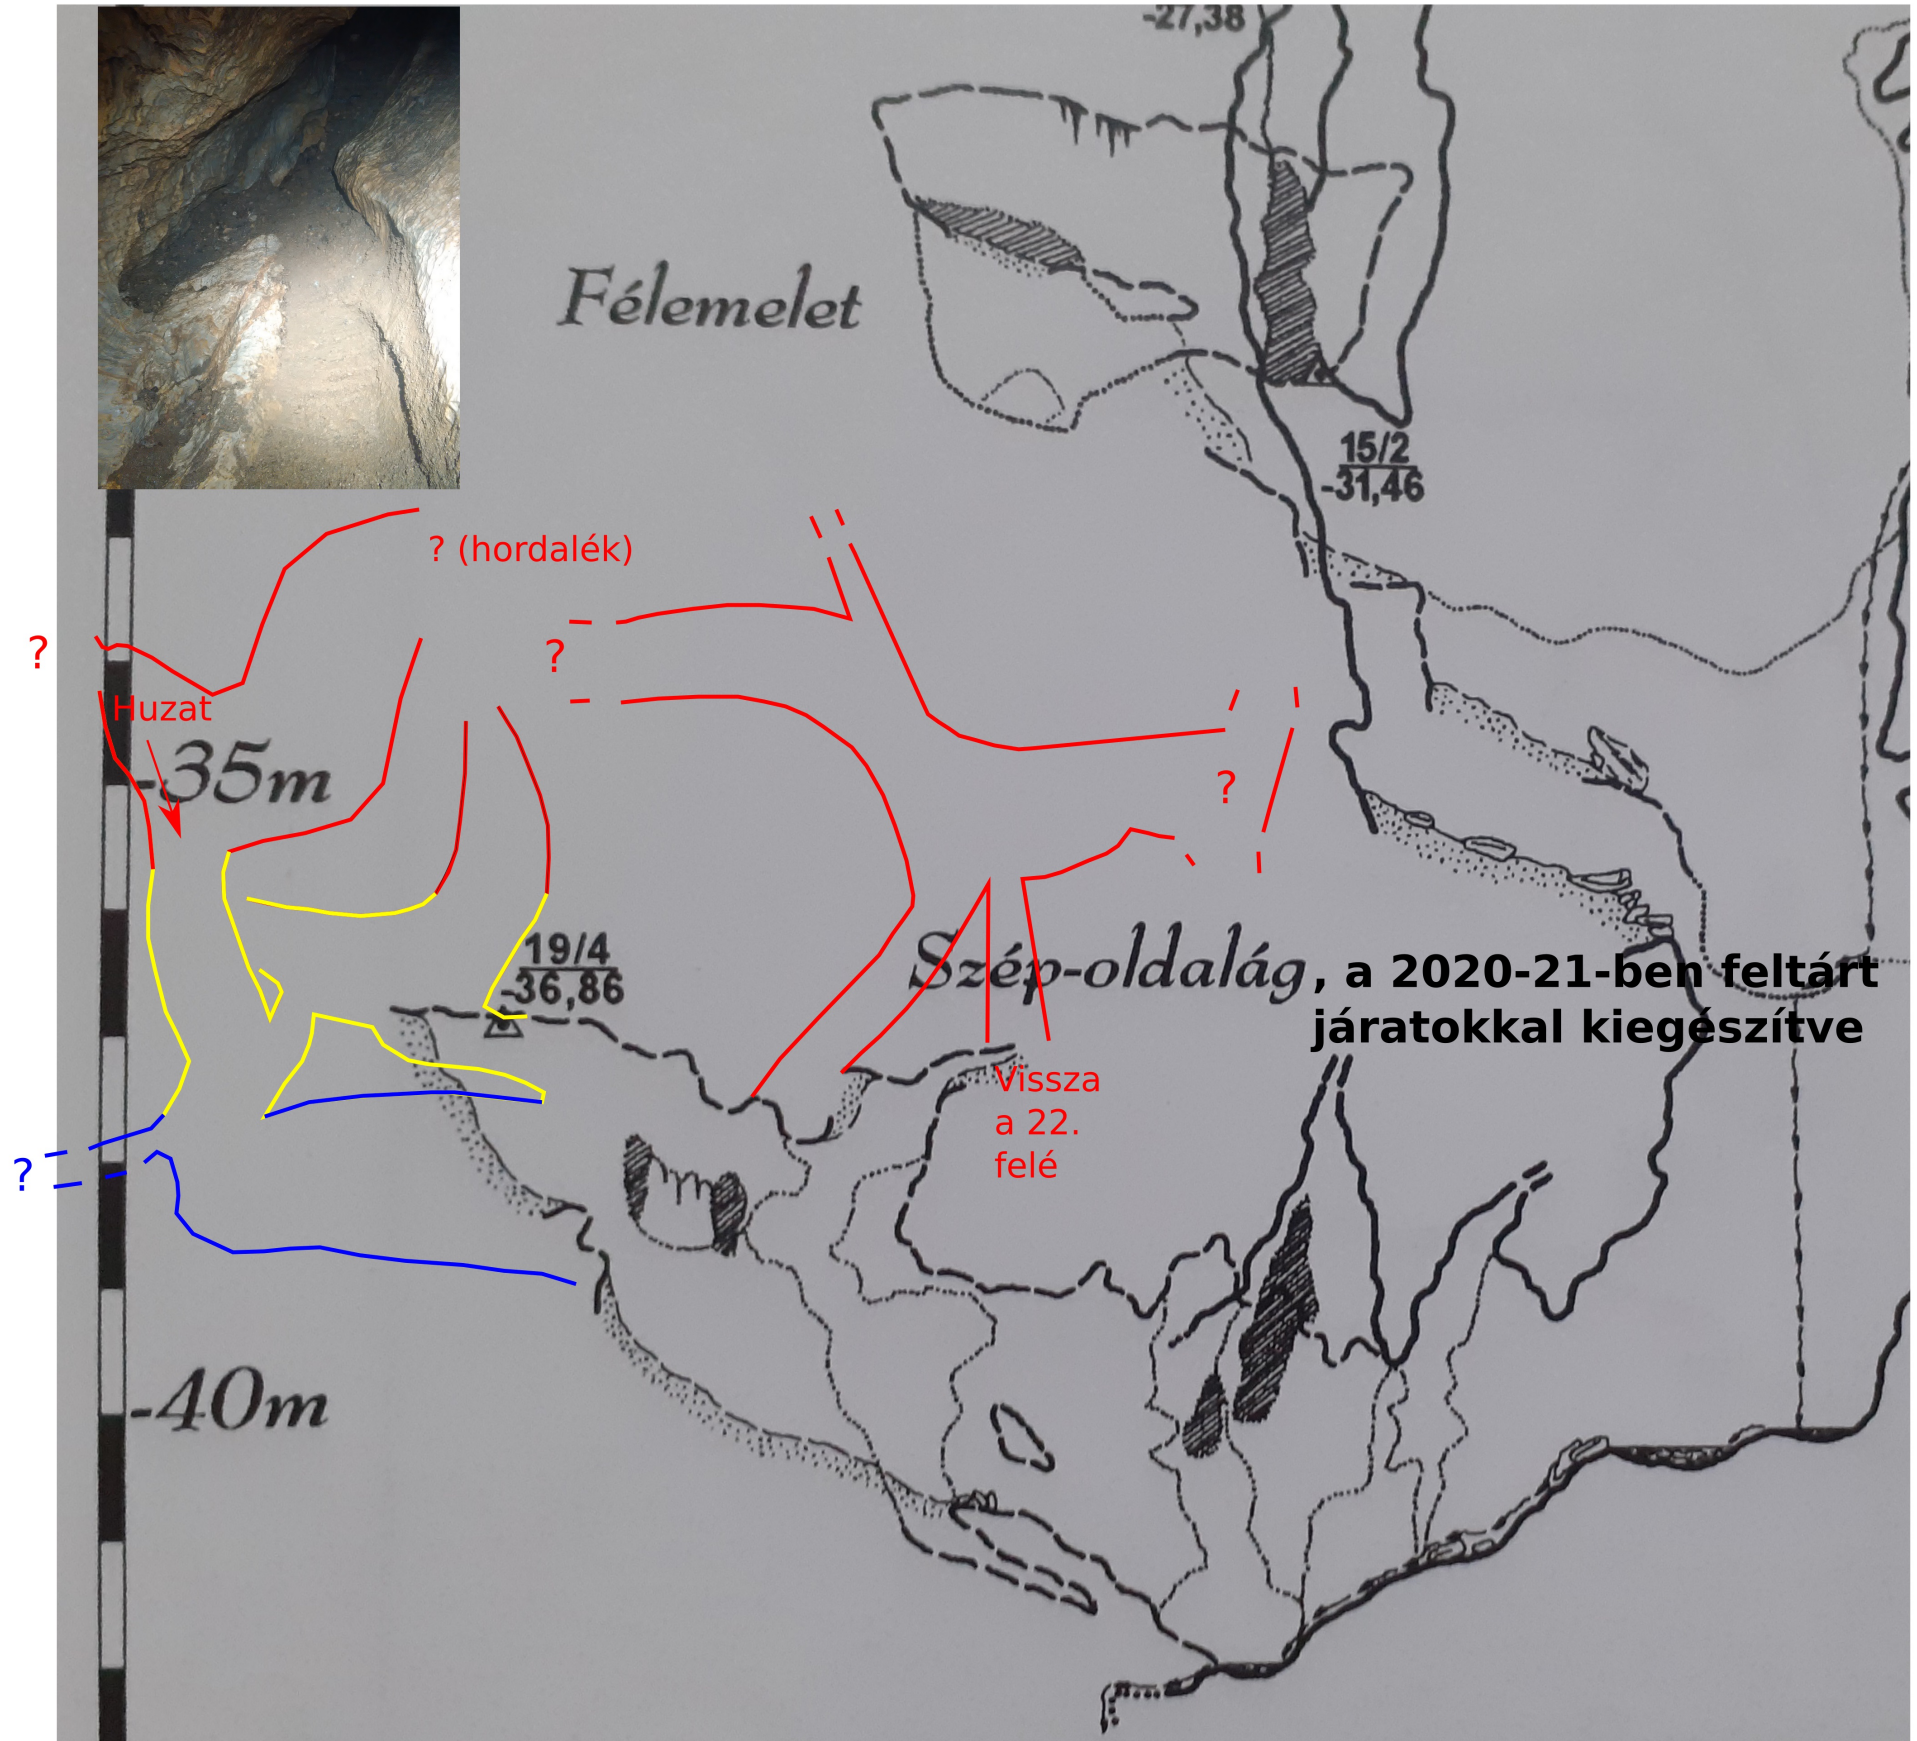 -27,38
Félemelet
15/2
-31,46
? (hordalék)
?
?
Huzat
-35m
?
19/4
-36,86
Szép-oldalág, a 2020-21-ben feltárt
járatokkal kiegészítve
Vissza
a 22.
felé
?
-40m